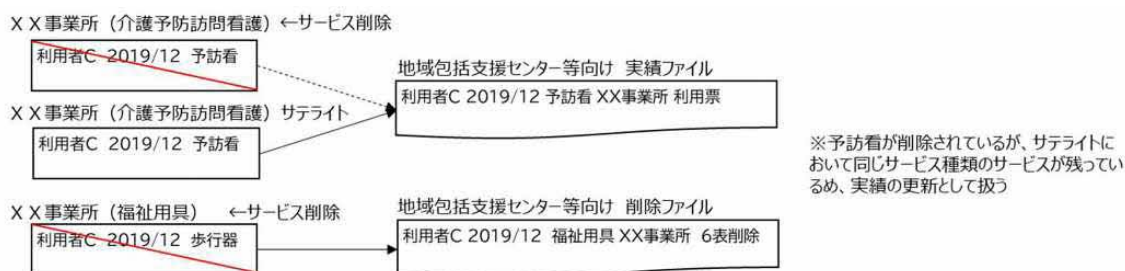 ＸＸ事業所（介護予防訪問看護）←サービス削除
利用者C 2019/12 予訪看
地域包括支援センター等向け 実績ファイル
利用者C 2019/12 予訪看 XX事業所 利用票
ＸＸ事業所（介護予防訪問看護）サテライト
利用者C 2019/12 予訪看
※予訪看が削除されているが、サテライトに
おいて同じサービス種類のサービスが残ってい
るめ、実績の更新として扱う
ＸＸ事業所（福祉用具） ←サービス削除
利用者C 2019/12 歩行器
地域包括支援センター等向け 削除ファイル
利用者C 2019/12 福祉用具 XX事業所 6表削除